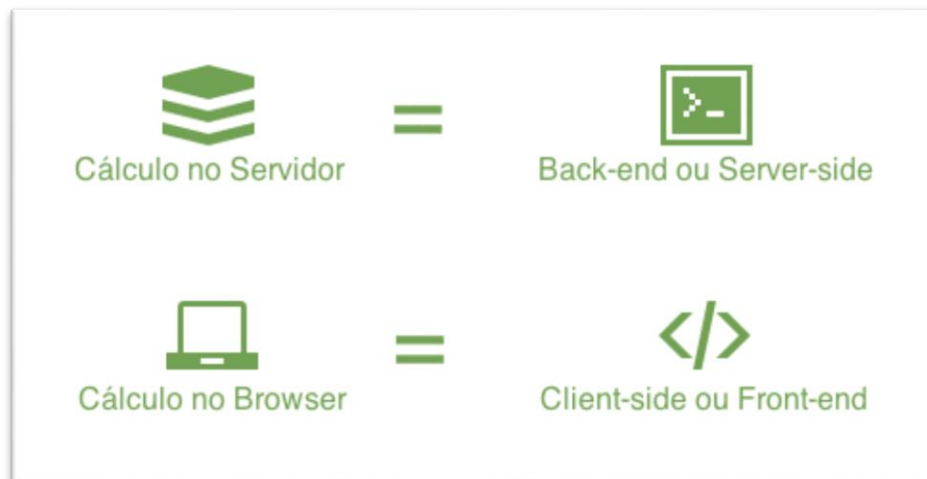 =
Cálculo no Servidor
>_
Back-end ou Server-side
=
Cálculo no Browser
</>
Client-side ou Front-end